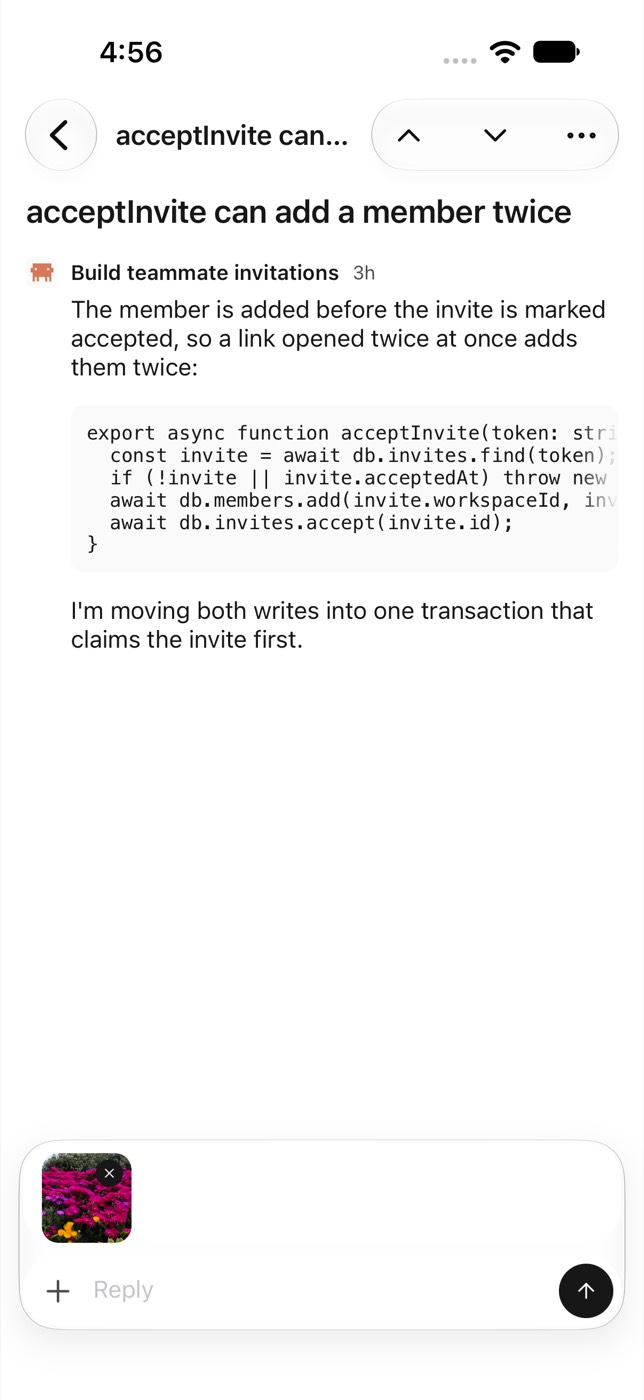 4:56
acceptInvite can...
acceptInvite can add a member twice
Build teammate invitations 3h
The member is added before the invite is marked
accepted, so a link opened twice at once adds
them twice:
export async function acceptInvite(token: stri
const invite = await db.invites.find(token);
if (!invite || invite.acceptedAt) throw new
await db.members.add(invite.workspaceId, inv
await db.invites.accept(invite.id);
}
I'm moving both writes into one transaction that
claims the invite first.
Reply